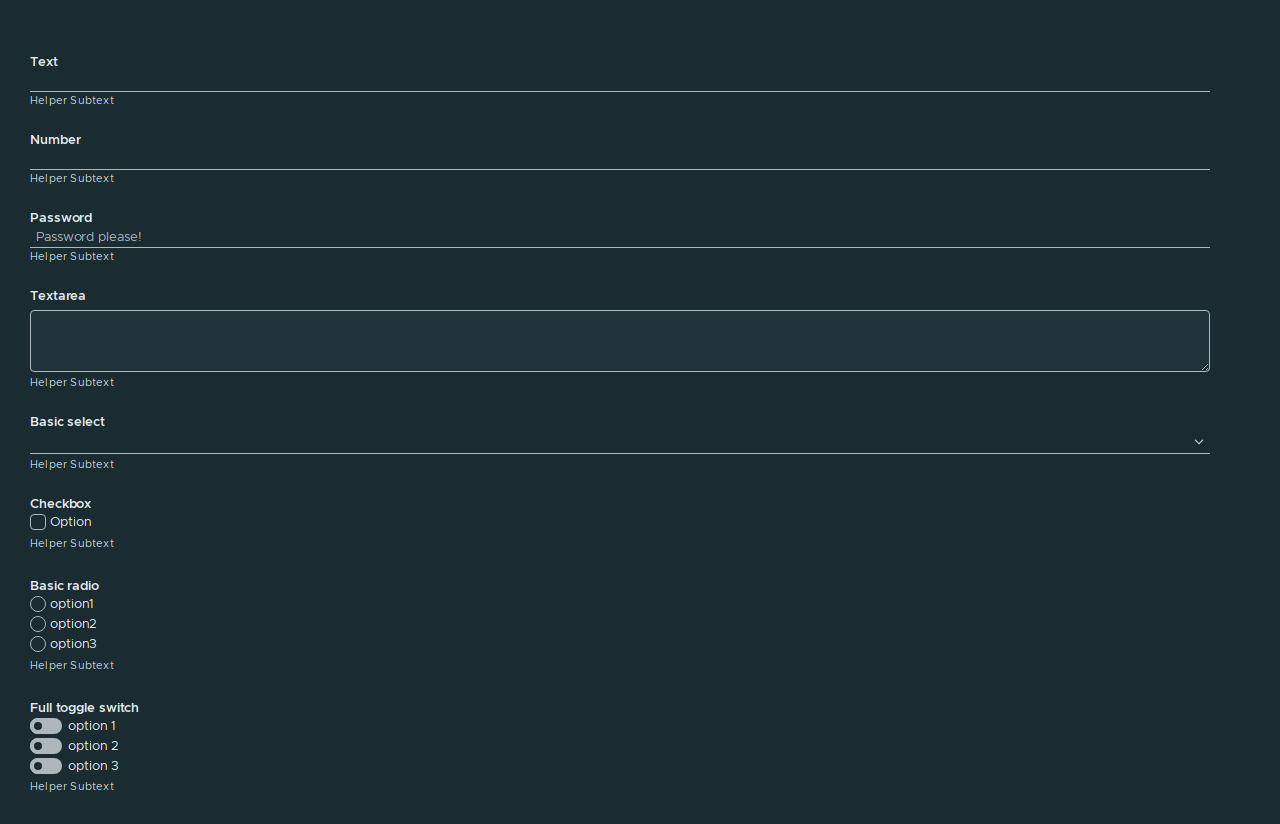 Text
Helper Subtext
Number
Helper Subtext
Password
Password please!
Helper Subtext
Textarea
Helper Subtext
Basic select
Helper Subtext
Checkbox
Option
Helper Subtext
Basic radio
option1
option2
option3
Helper Subtext
Full toggle switch
option 1
option 2
option 3
Helper Subtext